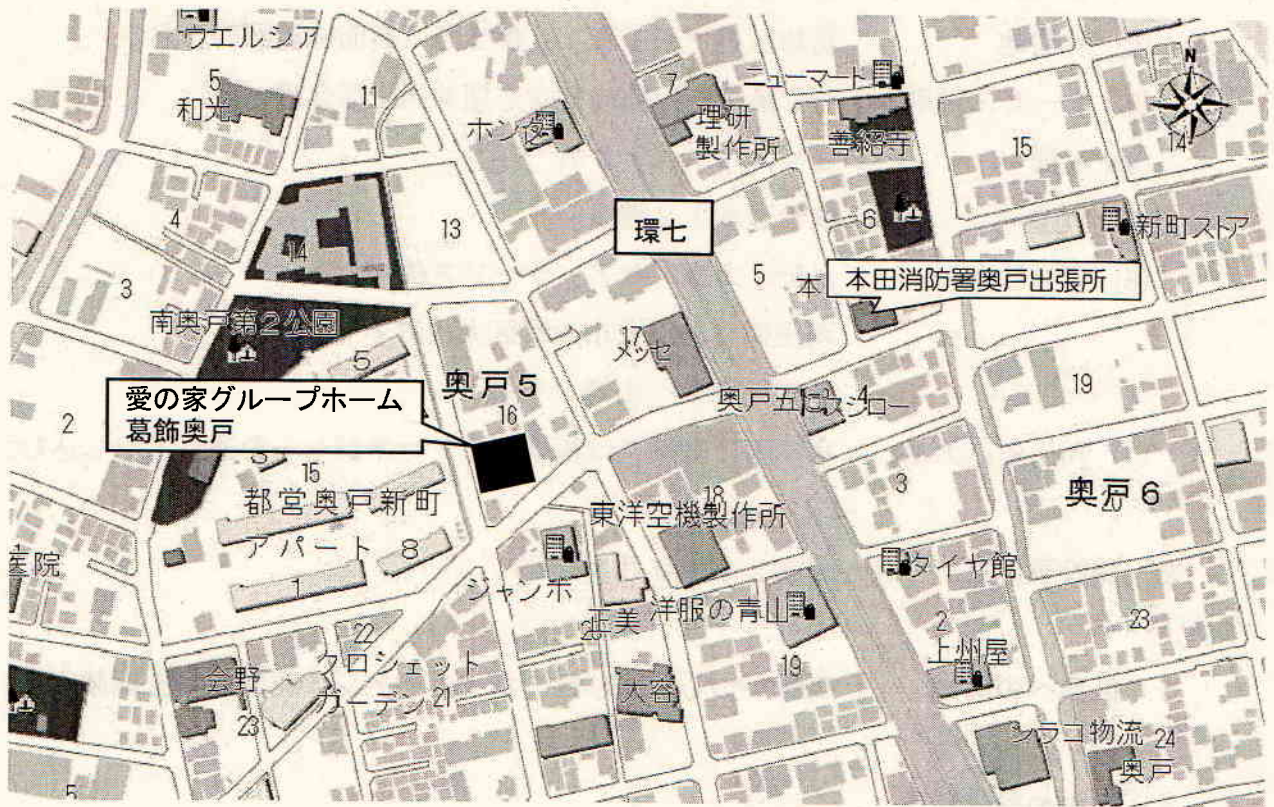 ウエルシア
5
和光
11
ホンダ
7
理研
製作所
ニューマート
善紹寺
15
N
14
4
13
14
環七
6
新町ストア
3
5
本
本田消防署奥戸出張所
南奥戸第2公園
5
17
メッセ
奥戸5
16
愛の家グループホーム
葛飾奥戸
2
奥戸五
スシロー
4
19
3
15
都営奥戸新町
アパート
8
1
18
東洋空機製作所
3
奥戸6
20
医院
ジャンボ
タイヤ館
正美
洋服の青山
2
23
22
クロシェット
ガーデン
21
会野
23
大容
19
上州屋
シラコ物流
24
奥戸
5